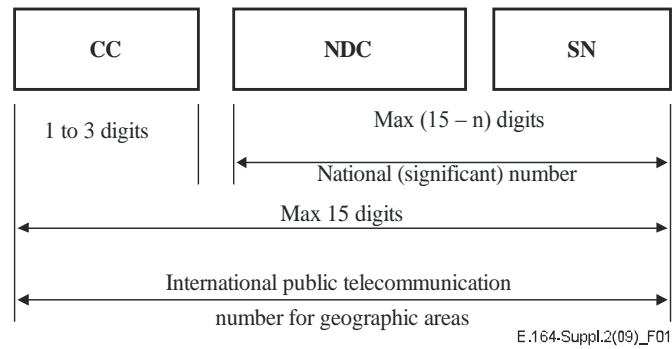 CC NDC SN
1 to 3 digits
Max (15 – n) digits
National (significant) number
Max 15 digits
International public telecommunication
number for geographic areas
E.164-Suppl.2(09)_F01